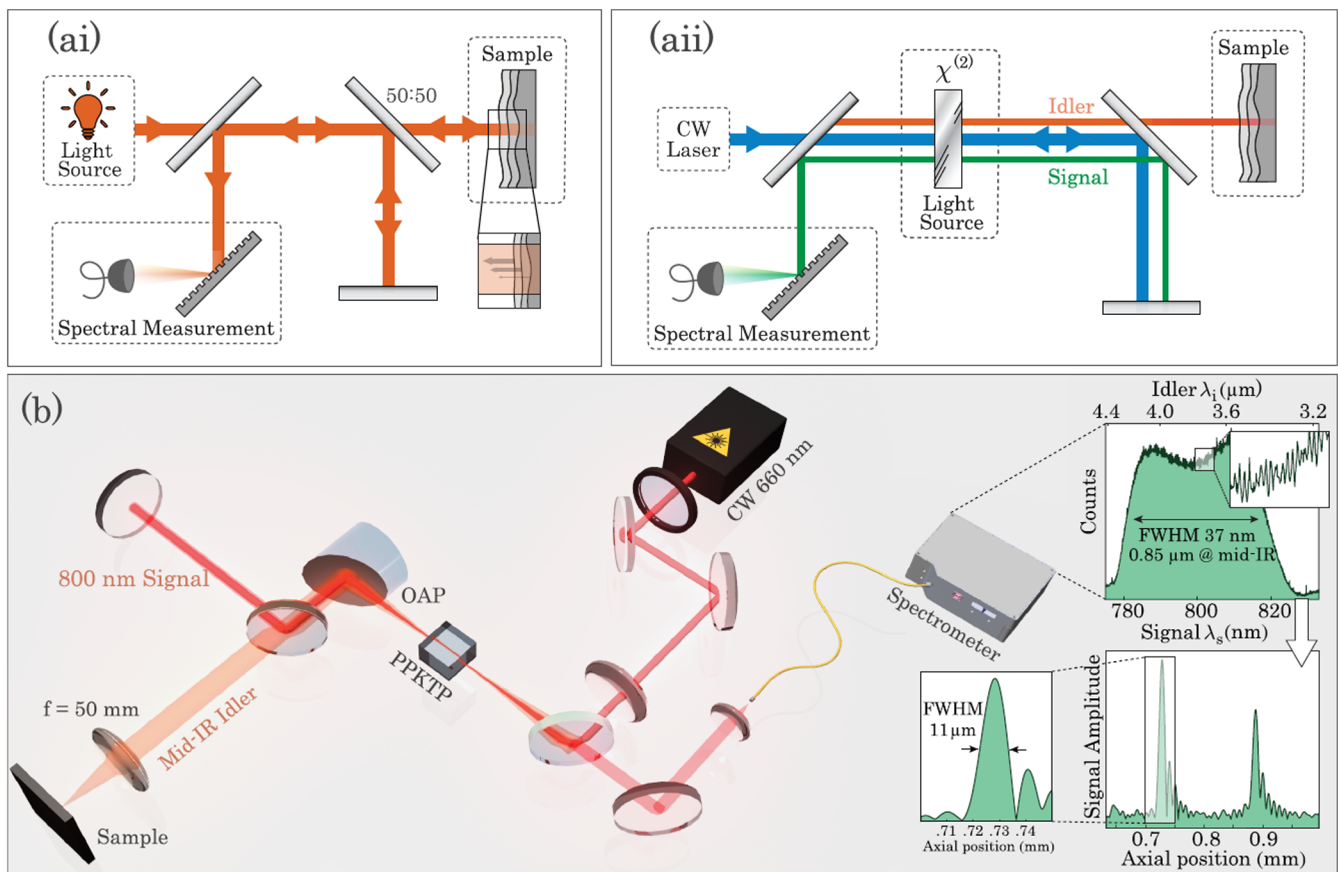 (ai)
Light
Source
50:50
Sample
Spectral Measurement
(aii)
CW
Laser
χ(2)
Light
Source
Idler
Signal
Sample
Spectral Measurement
(b)
800 nm Signal
OAP
PPKTP
CW 660 nm
f = 50 mm
Mid-IR Idler
Sample
Spectrometer
Idler λi(µm)
4.4 4.0 3.6 3.2
Counts
FWHM 37 nm
0.85 µm @ mid-IR
780 800 820
Signal λs(nm)
FWHM
11µm
.71 .72 .73 .74
Axial position (mm)
Signal Amplitude
0.7 0.8 0.9
Axial position (mm)